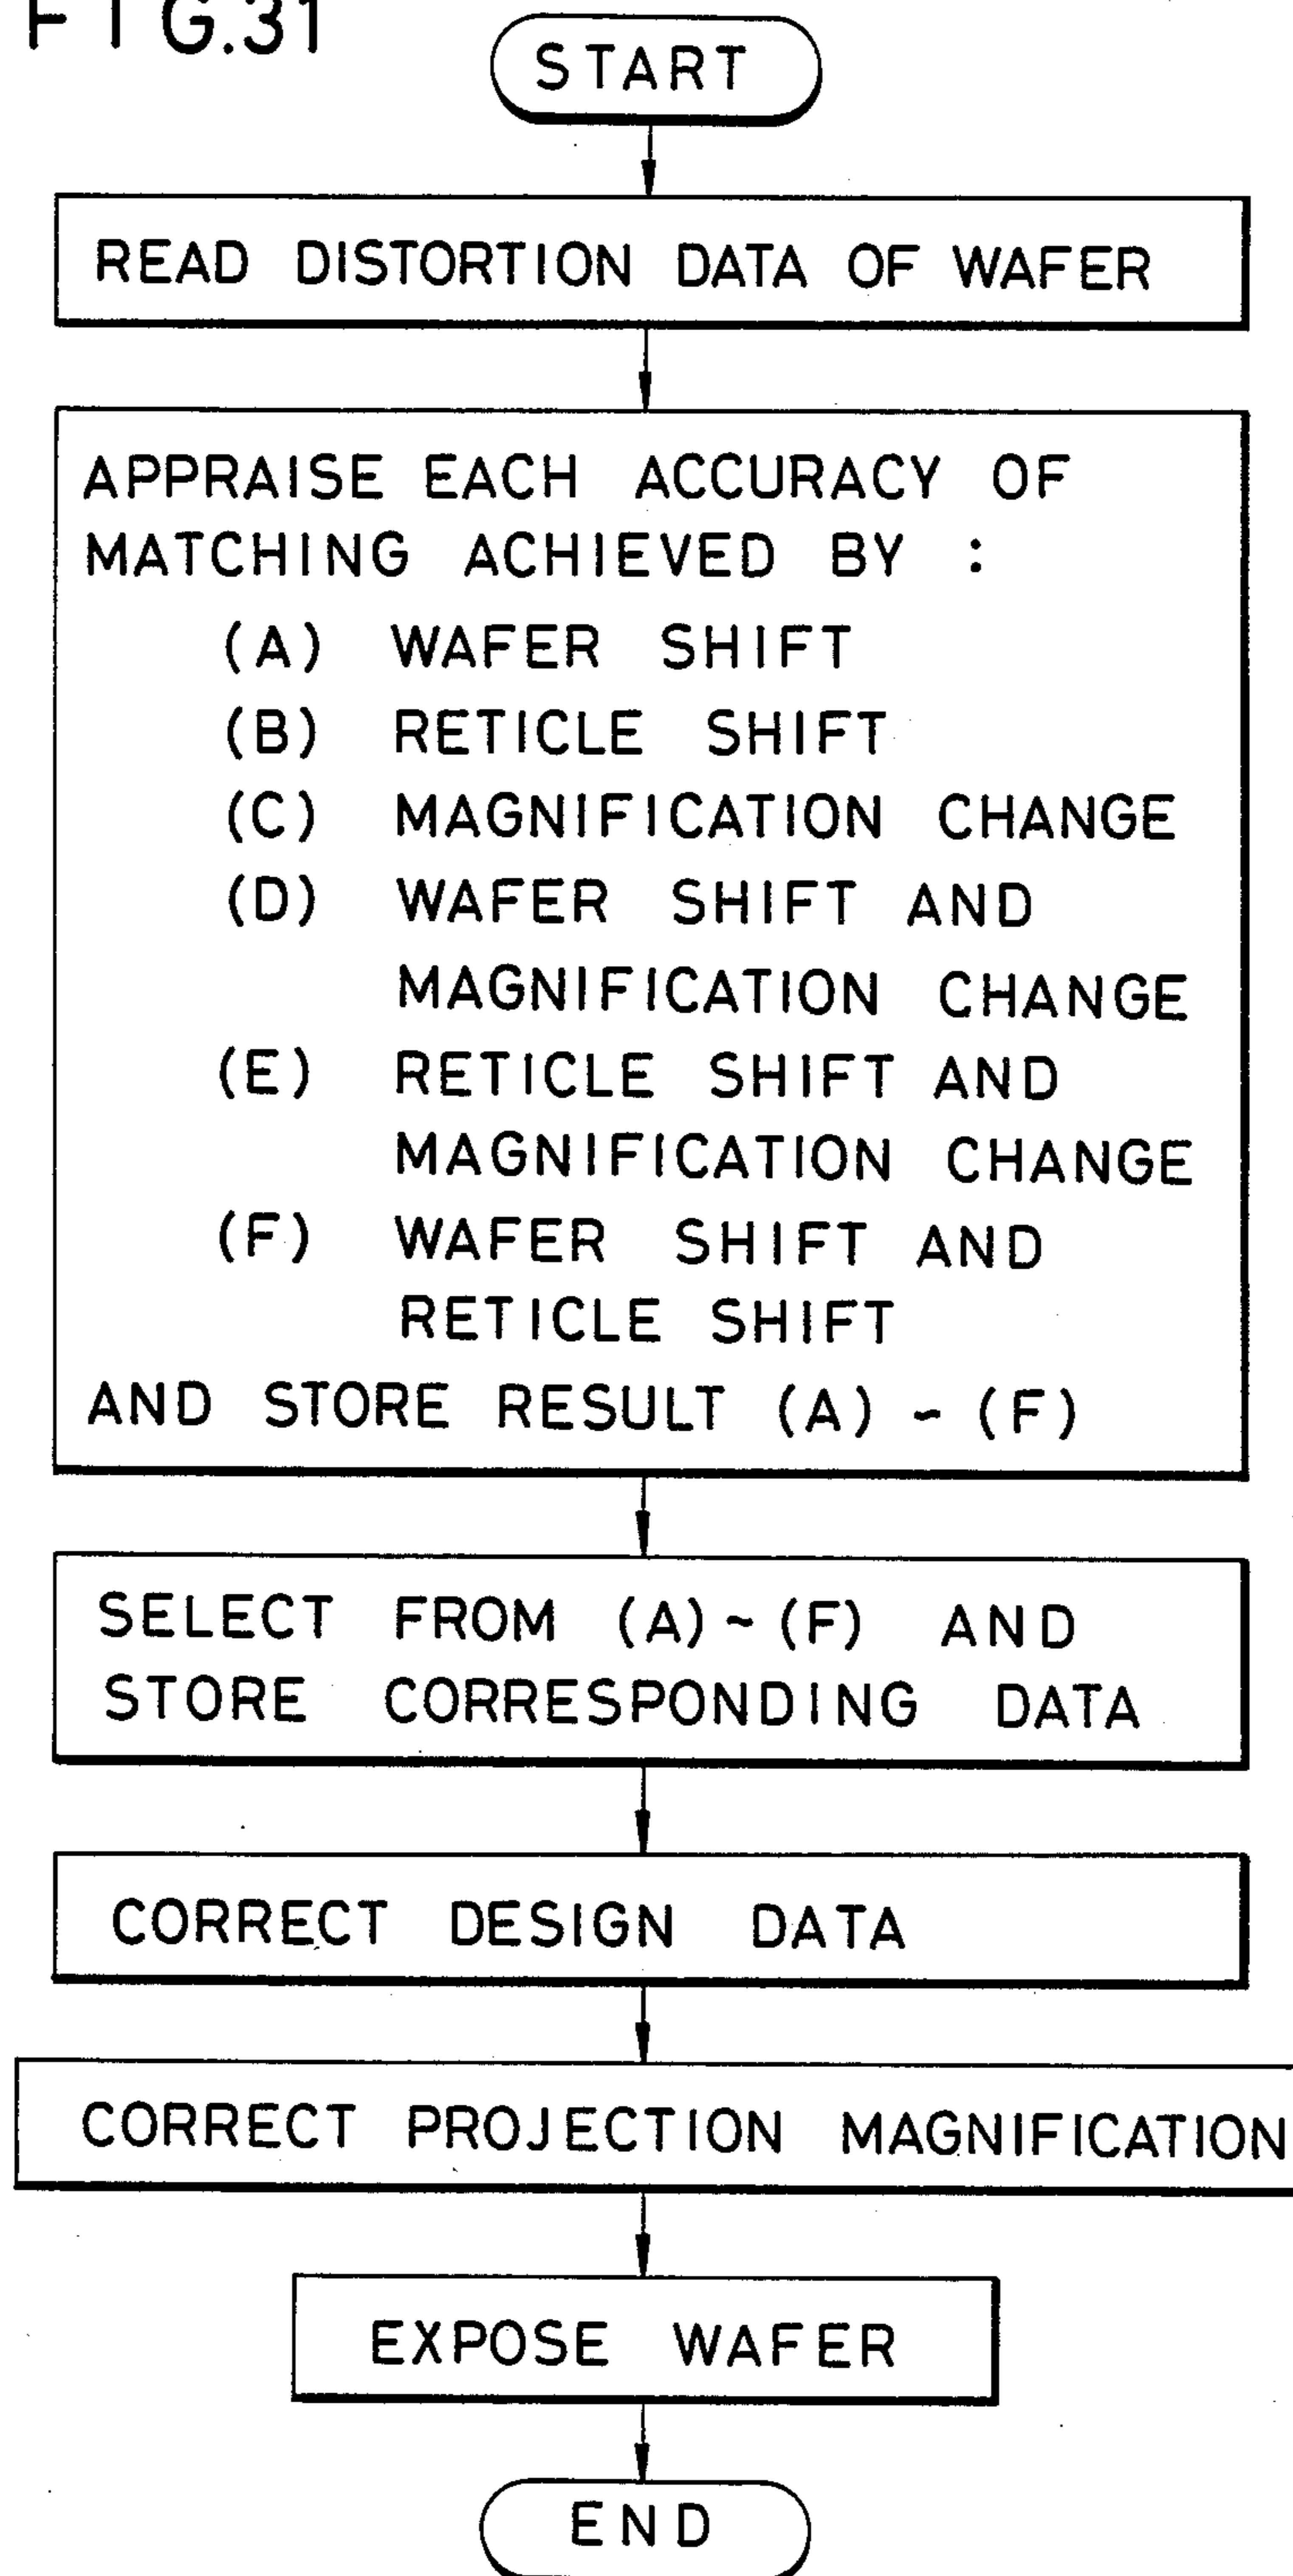 FIG.31
START
READ DISTORTION DATA OF WAFER
APPRAISE EACH ACCURACY OF
MATCHING ACHIEVED BY :
(A) WAFER SHIFT
(B) RETICLE SHIFT
(C) MAGNIFICATION CHANGE
(D) WAFER SHIFT AND
MAGNIFICATION CHANGE
(E) RETICLE SHIFT AND
MAGNIFICATION CHANGE
(F) WAFER SHIFT AND
RETICLE SHIFT
AND STORE RESULT (A) ~ (F)
SELECT FROM (A) ~ (F) AND
STORE CORRESPONDING DATA
CORRECT DESIGN DATA
CORRECT PROJECTION MAGNIFICATION
EXPOSE WAFER
END